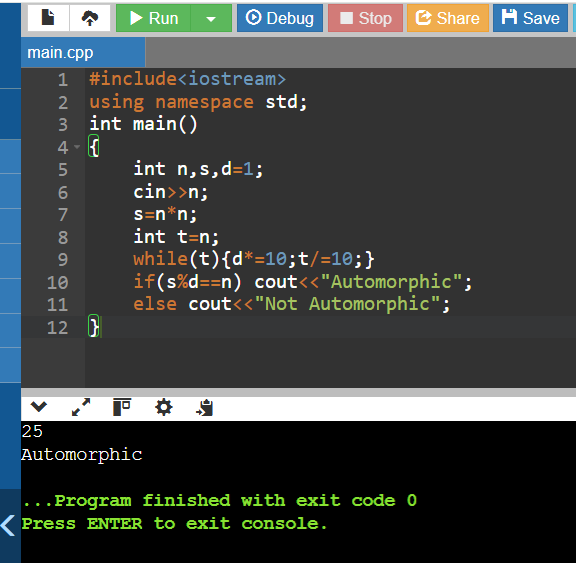 Run Debug Stop Share Save
main.cpp
1 #include<iostream>
2 using namespace std;
3 int main()
4 {
5     int n,s,d=1;
6     cin>>n;
7     s=n*n;
8     int t=n;
9     while(t){d*=10;t/=10;}
10     if(s%d==n) cout<<"Automorphic";
11     else cout<<"Not Automorphic";
12 }
25
Automorphic
...Program finished with exit code 0
Press ENTER to exit console.